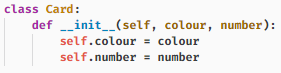 class Card:
    def __init__(self, colour, number):
        self.colour = colour
        self.number = number